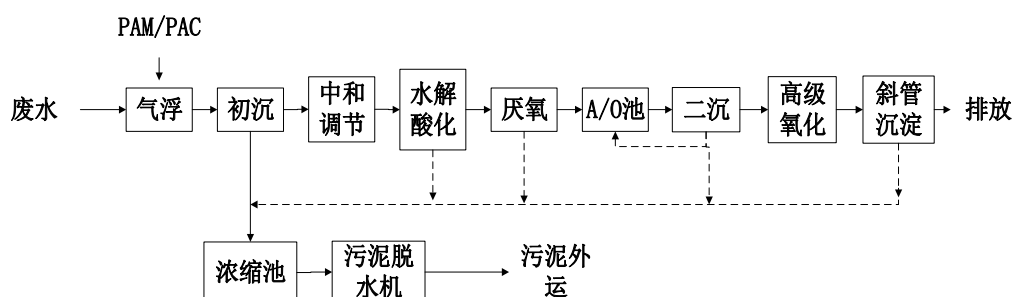 PAM/PAC
废水
气浮
初沉
中和
调节
水解
酸化
厌氧
A/O池
二沉
高级
氧化
斜管
沉淀
排放
浓缩池
污泥脱
水机
污泥外
运